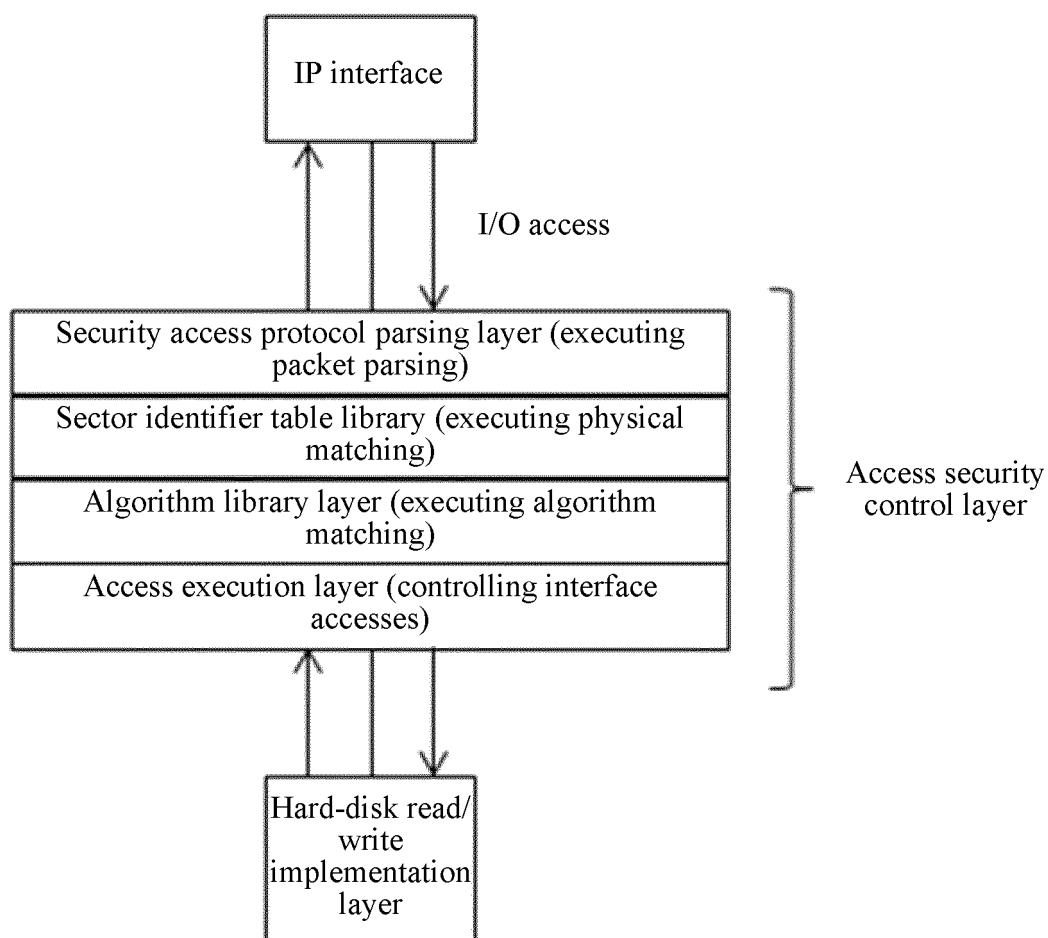 IP interface
I/O access
Security access protocol parsing layer (executing
packet parsing)
Sector identifier table library (executing physical
matching)
Algorithm library layer (executing algorithm
matching)
Access execution layer (controlling interface
accesses)
Access security
control layer
Hard-disk read/
write
implementation
layer